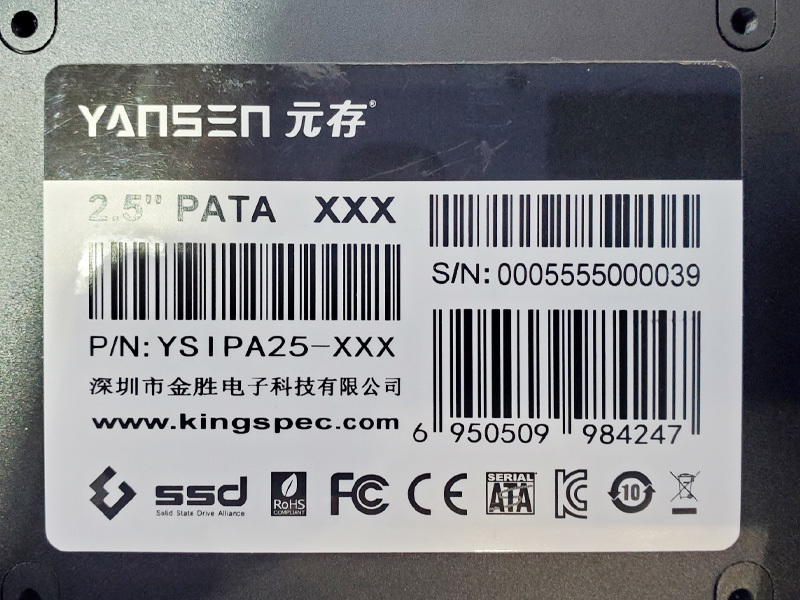 YANSEN 元存®
2.5" PATA XXX
P/N: YSIPA25-XXX
深圳市金胜电子科技有限公司
www.kingspec.com
S/N: 0005555000039
6 950509 984247
ssd
Solid State Drive Alliance
RoHS
COMPLIANT
FC
CE
SERIAL
ATA
KC
10